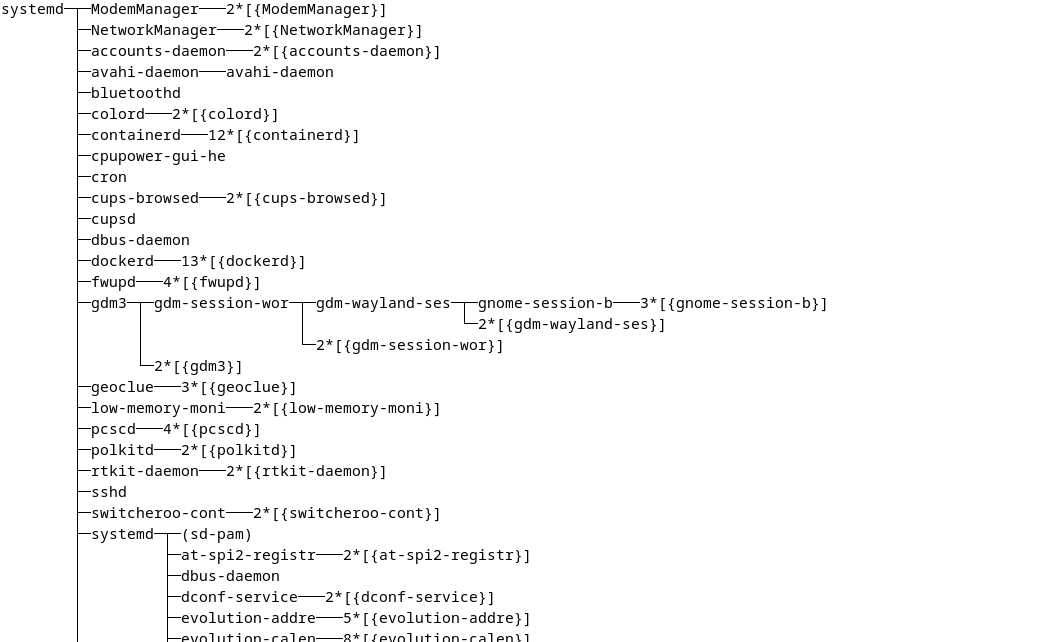 systemd─┬─ModemManager───2*[{ModemManager}]
        ├─NetworkManager───2*[{NetworkManager}]
        ├─accounts-daemon───2*[{accounts-daemon}]
        ├─avahi-daemon───avahi-daemon
        ├─bluetoothd
        ├─colord───2*[{colord}]
        ├─containerd───12*[{containerd}]
        ├─cpupower-gui-he
        ├─cron
        ├─cups-browsed───2*[{cups-browsed}]
        ├─cupsd
        ├─dbus-daemon
        ├─dockerd───13*[{dockerd}]
        ├─fwupd───4*[{fwupd}]
        ├─gdm3─┬─gdm-session-wor─┬─gdm-wayland-ses─┬─gnome-session-b───3*[{gnome-session-b}]
        │      │                 │                 └─2*[{gdm-wayland-ses}]
        │      │                 └─2*[{gdm-session-wor}]
        │      └─2*[{gdm3}]
        ├─geoclue───3*[{geoclue}]
        ├─low-memory-moni───2*[{low-memory-moni}]
        ├─pcscd───4*[{pcscd}]
        ├─polkitd───2*[{polkitd}]
        ├─rtkit-daemon───2*[{rtkit-daemon}]
        ├─sshd
        ├─switcheroo-cont───2*[{switcheroo-cont}]
        ├─systemd─┬─(sd-pam)
        │         ├─at-spi2-registr───2*[{at-spi2-registr}]
        │         ├─dbus-daemon
        │         ├─dconf-service───2*[{dconf-service}]
        │         ├─evolution-addre───5*[{evolution-addre}]
        │         ├─evolution-calen───8*[{evolution-calen}]